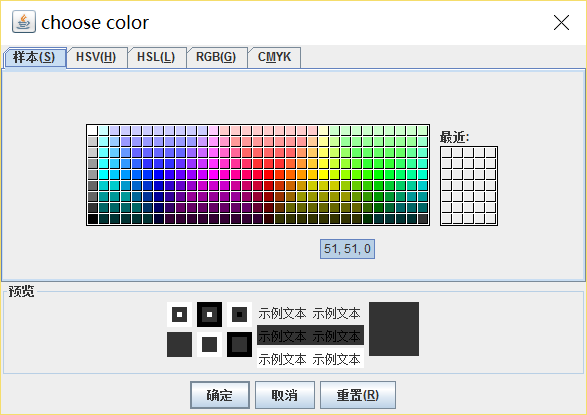 choose color
样本(S) HSV(H) HSL(L) RGB(G) CMYK
最近:
51, 51, 0
预览
示例文本 示例文本
示例文本 示例文本
示例文本 示例文本
确定 取消 重置(R)